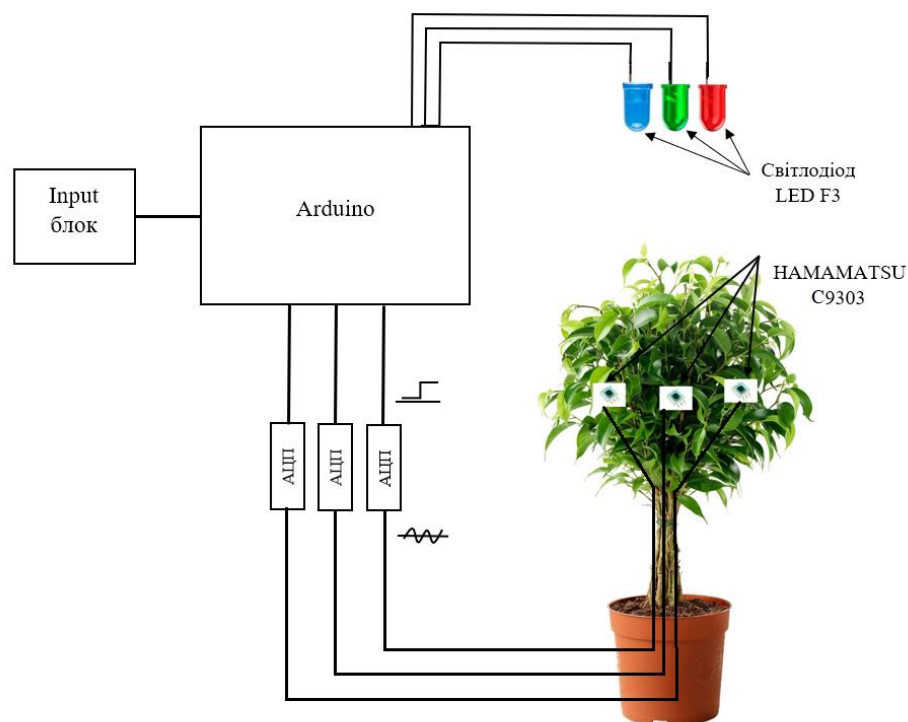 Світлодіод
LED F3
Input
блок
Arduino
HAMAMATSU
C9303
АЦП
АЦП
АЦП